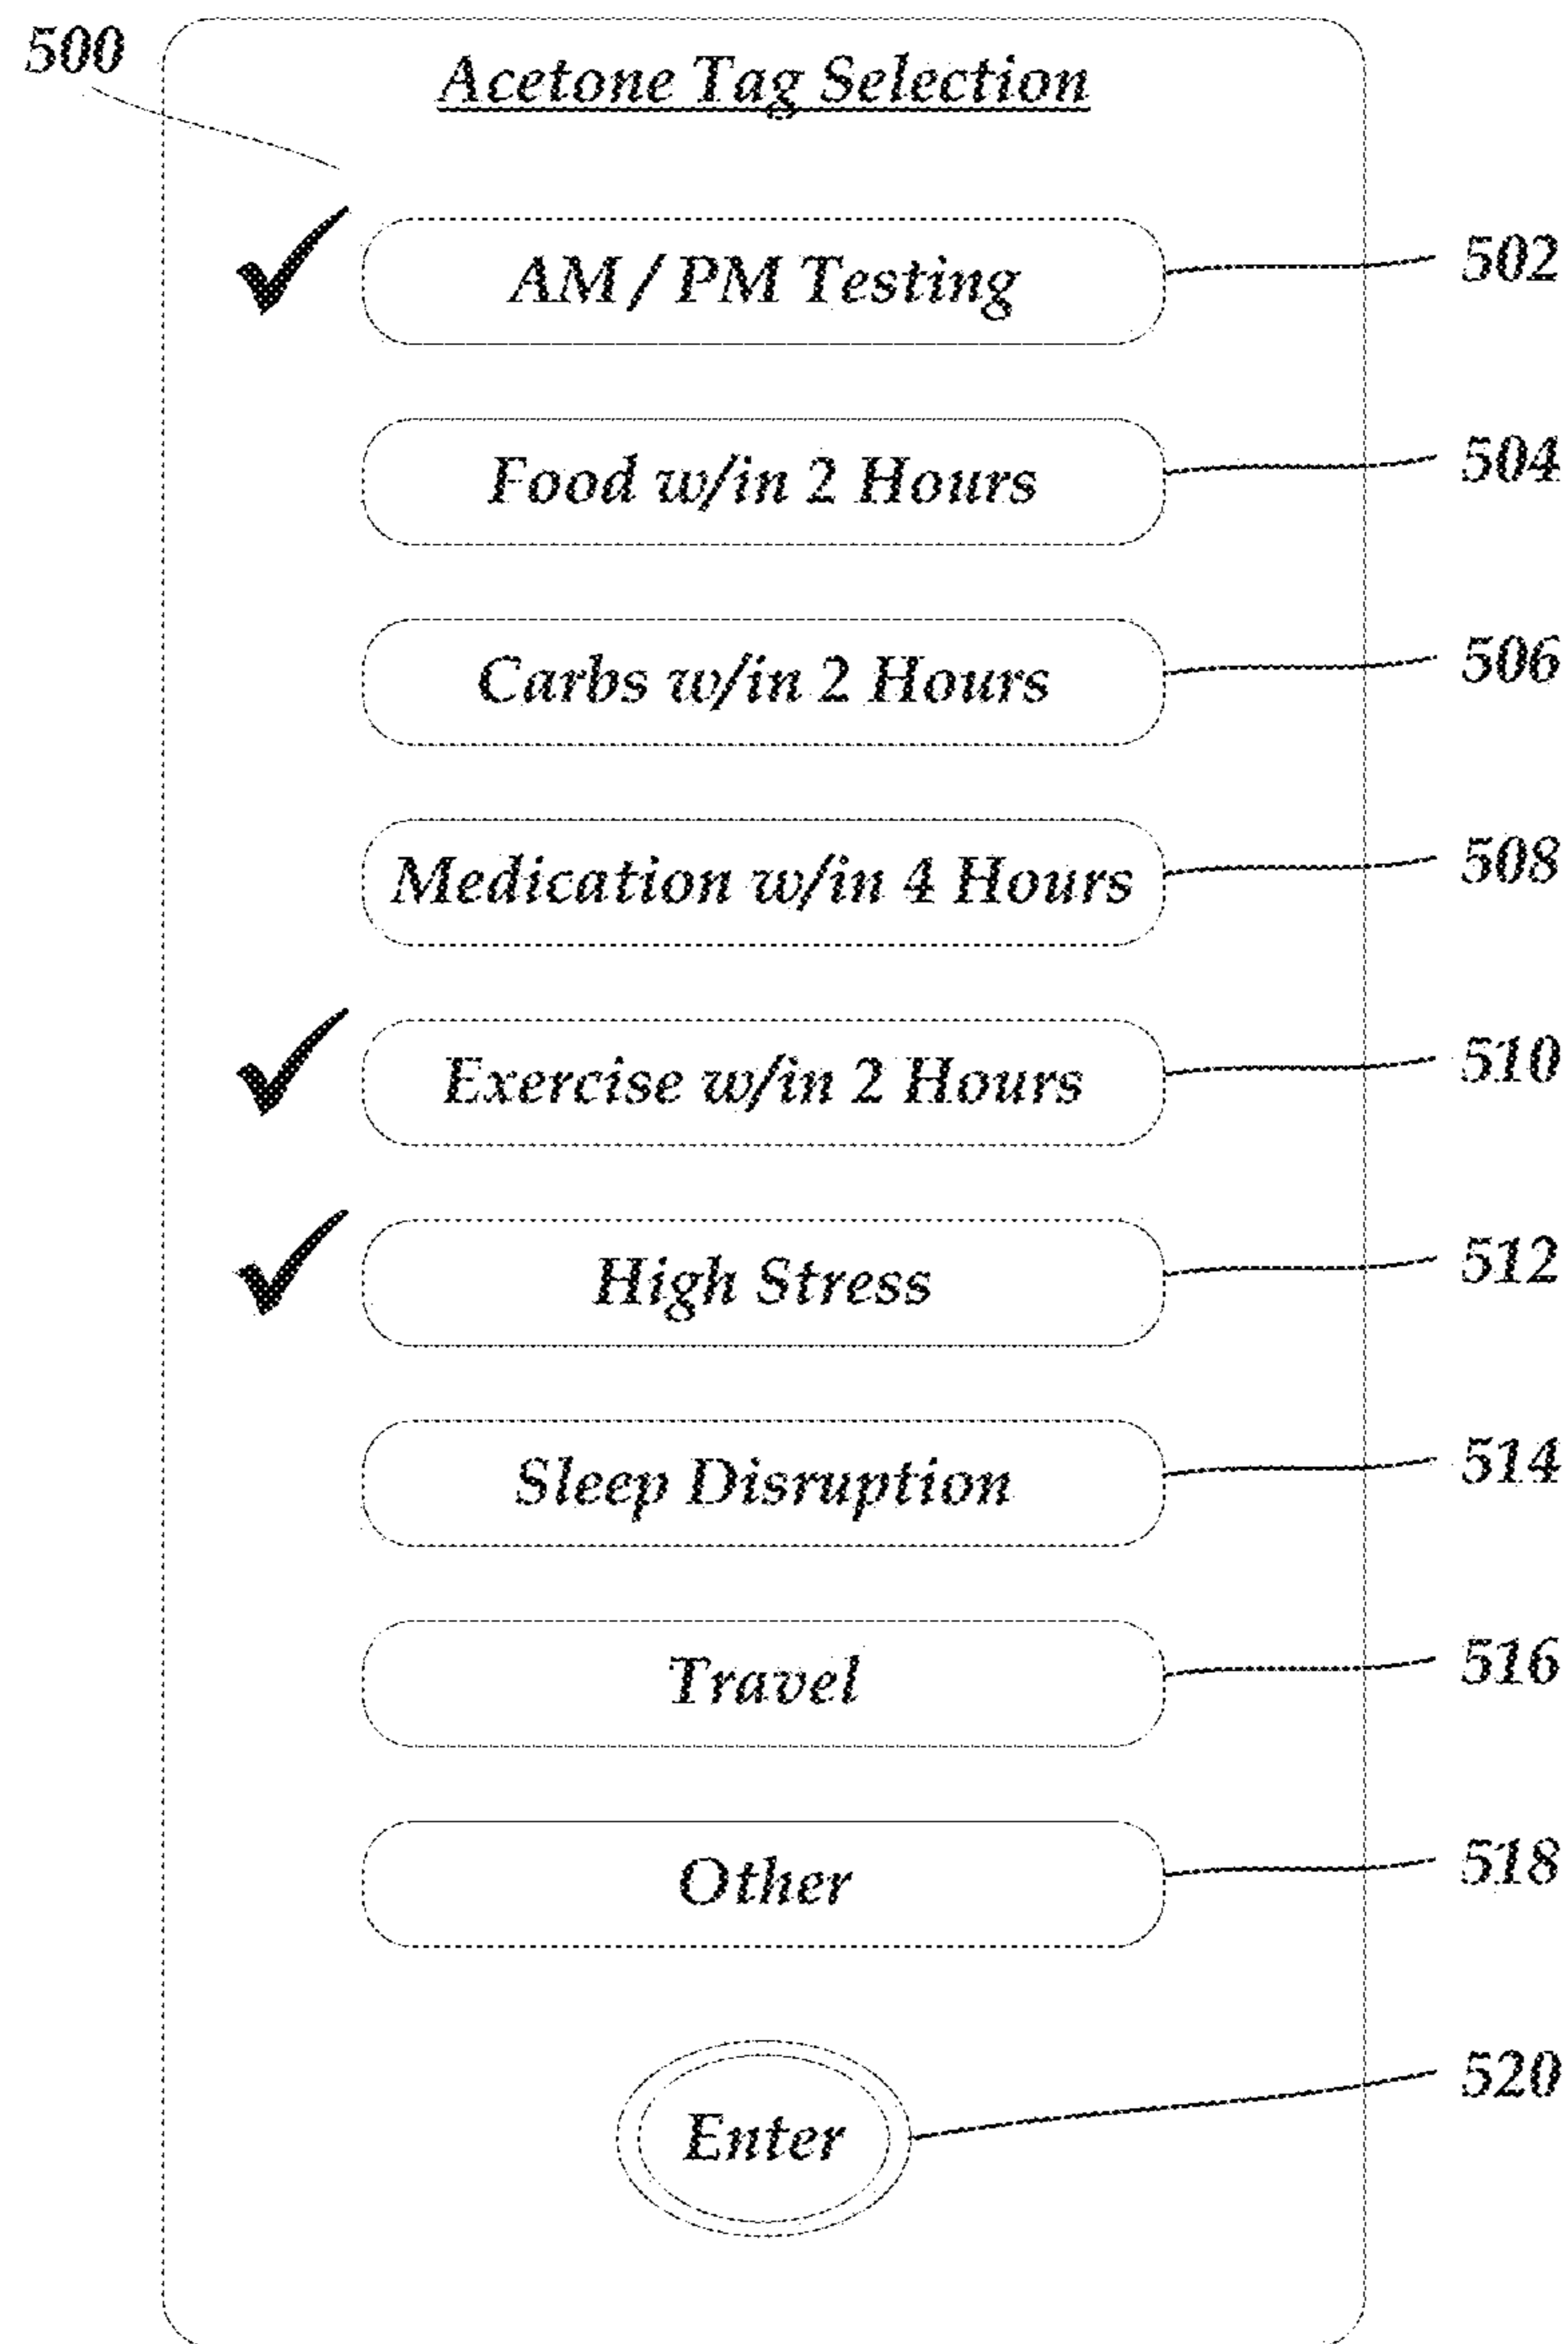 500
Acetone Tag Selection
AM / PM Testing 502
Food w/in 2 Hours 504
Carbs w/in 2 Hours 506
Medication w/in 4 Hours 508
Exercise w/in 2 Hours 510
High Stress 512
Sleep Disruption 514
Travel 516
Other 518
Enter 520